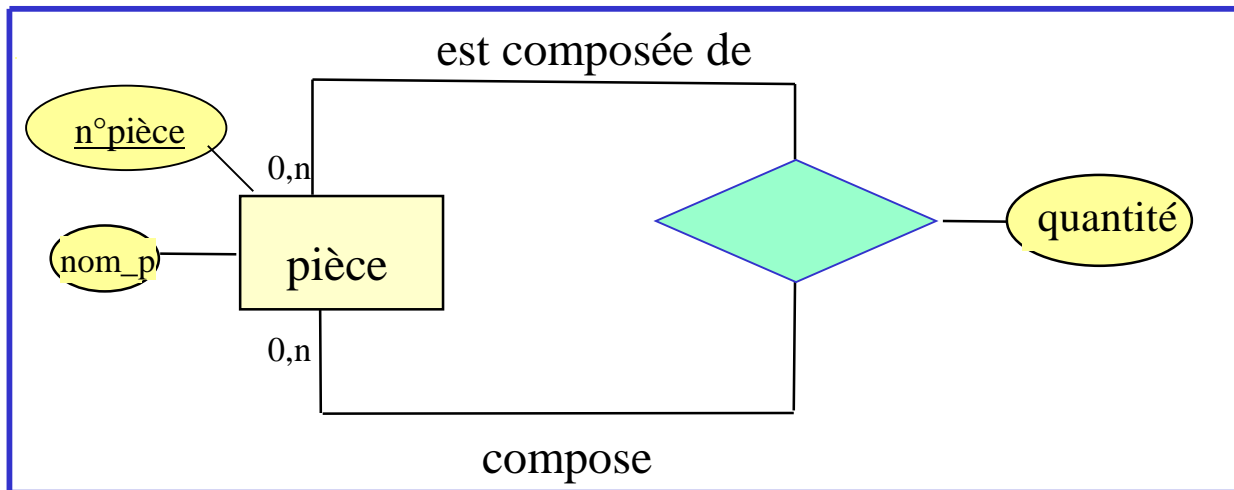 est composée de
n°pièce
0,n
quantité
nom_p
pièce
0,n
compose